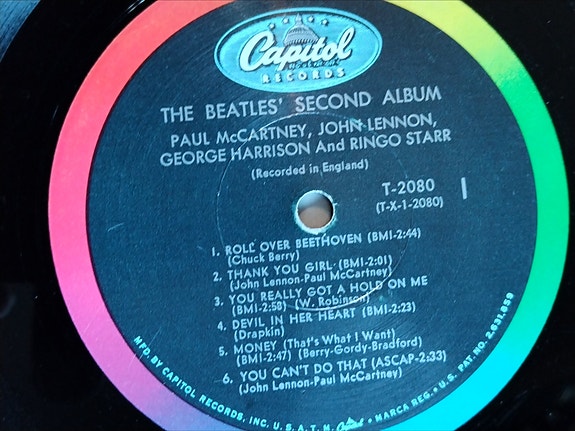 Capitol
RECORDS
THE BEATLES' SECOND ALBUM
PAUL McCARTNEY, JOHN LENNON,
GEORGE HARRISON And RINGO STARR
(Recorded in England)
T-2080
(T-X-1-2080)
1
1. ROLL OVER BEETHOVEN (BMI-2:44)
(Chuck Berry)
2. THANK YOU GIRL (BMI-2:01)
(John Lennon-Paul McCartney)
3. YOU REALLY GOT A HOLD ON ME
(BMI-2:58) (W. Robinson)
4. DEVIL IN HER HEART (BMI-2:23)
(Drapkin)
5. MONEY (That's What I Want)
(BMI-2:47) (Berry-Gordy-Bradford)
6. YOU CAN'T DO THAT (ASCAP-2:33)
(John Lennon-Paul McCartney)
MFD. BY CAPITOL RECORDS, INC. U.S.A. T.M. Capitol MARCA REG. • U.S. PAT. NO. 2,631,859